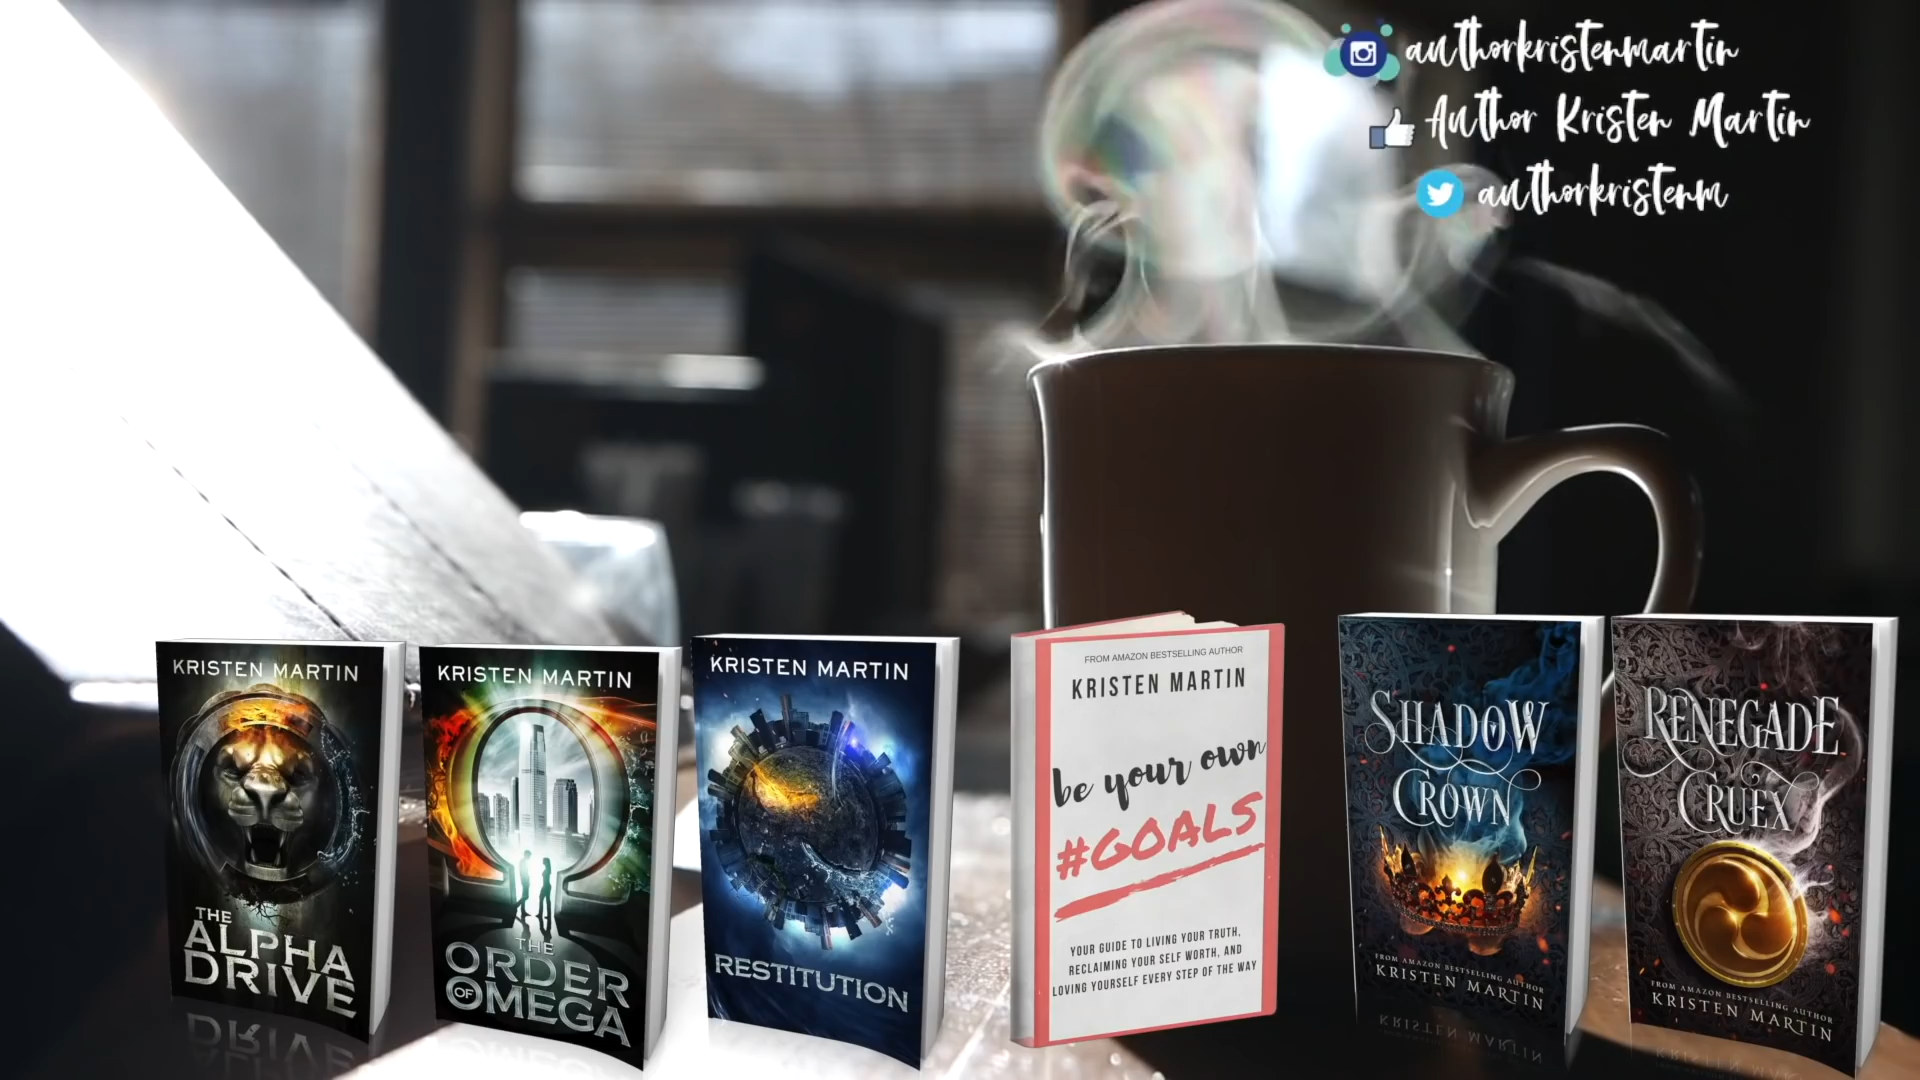 authorkristenmartin
Author Kristen Martin
authorkristenm
KRISTEN MARTIN
THE
ALPHA
DRIVE
KRISTEN MARTIN
THE
ORDER
OF OMEGA
KRISTEN MARTIN
RESTITUTION
FROM AMAZON BESTSELLING AUTHOR
KRISTEN MARTIN
be your own
#GOALS
YOUR GUIDE TO LIVING YOUR TRUTH,
RECLAIMING YOUR SELF WORTH, AND
LOVING YOURSELF EVERY STEP OF THE WAY
SHADOW
CROWN
FROM AMAZON BESTSELLING AUTHOR
KRISTEN MARTIN
RENEGADE
CRUEX
FROM AMAZON BESTSELLING AUTHOR
KRISTEN MARTIN